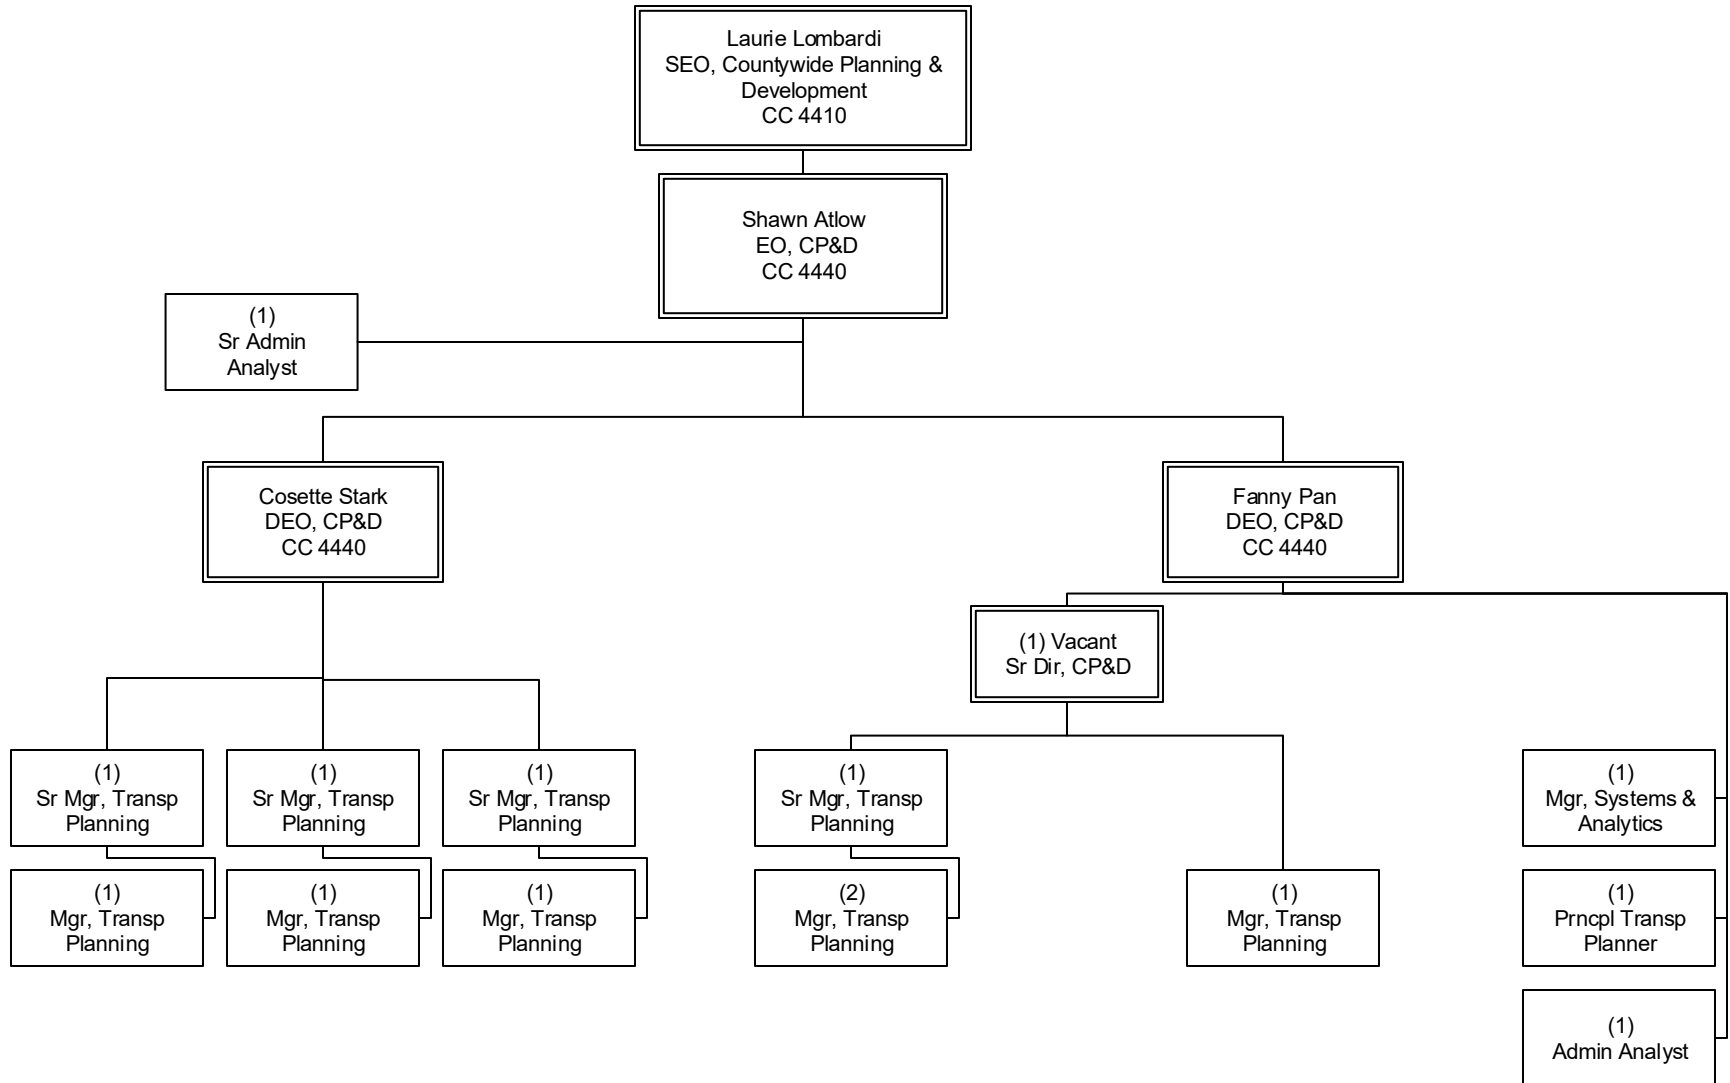 Laurie Lombardi
SEO, Countywide Planning &
Development
CC 4410
Shawn Atlow
EO, CP&D
CC 4440
(1)
Sr Admin
Analyst
Cosette Stark
DEO, CP&D
CC 4440
Fanny Pan
DEO, CP&D
CC 4440
(1) Vacant
Sr Dir, CP&D
(1)
Sr Mgr, Transp
Planning
(1)
Sr Mgr, Transp
Planning
(1)
Sr Mgr, Transp
Planning
(1)
Sr Mgr, Transp
Planning
(1)
Mgr, Systems &
Analytics
(1)
Mgr, Transp
Planning
(1)
Mgr, Transp
Planning
(1)
Mgr, Transp
Planning
(2)
Mgr, Transp
Planning
(1)
Mgr, Transp
Planning
(1)
Prncpl Transp
Planner
(1)
Admin Analyst